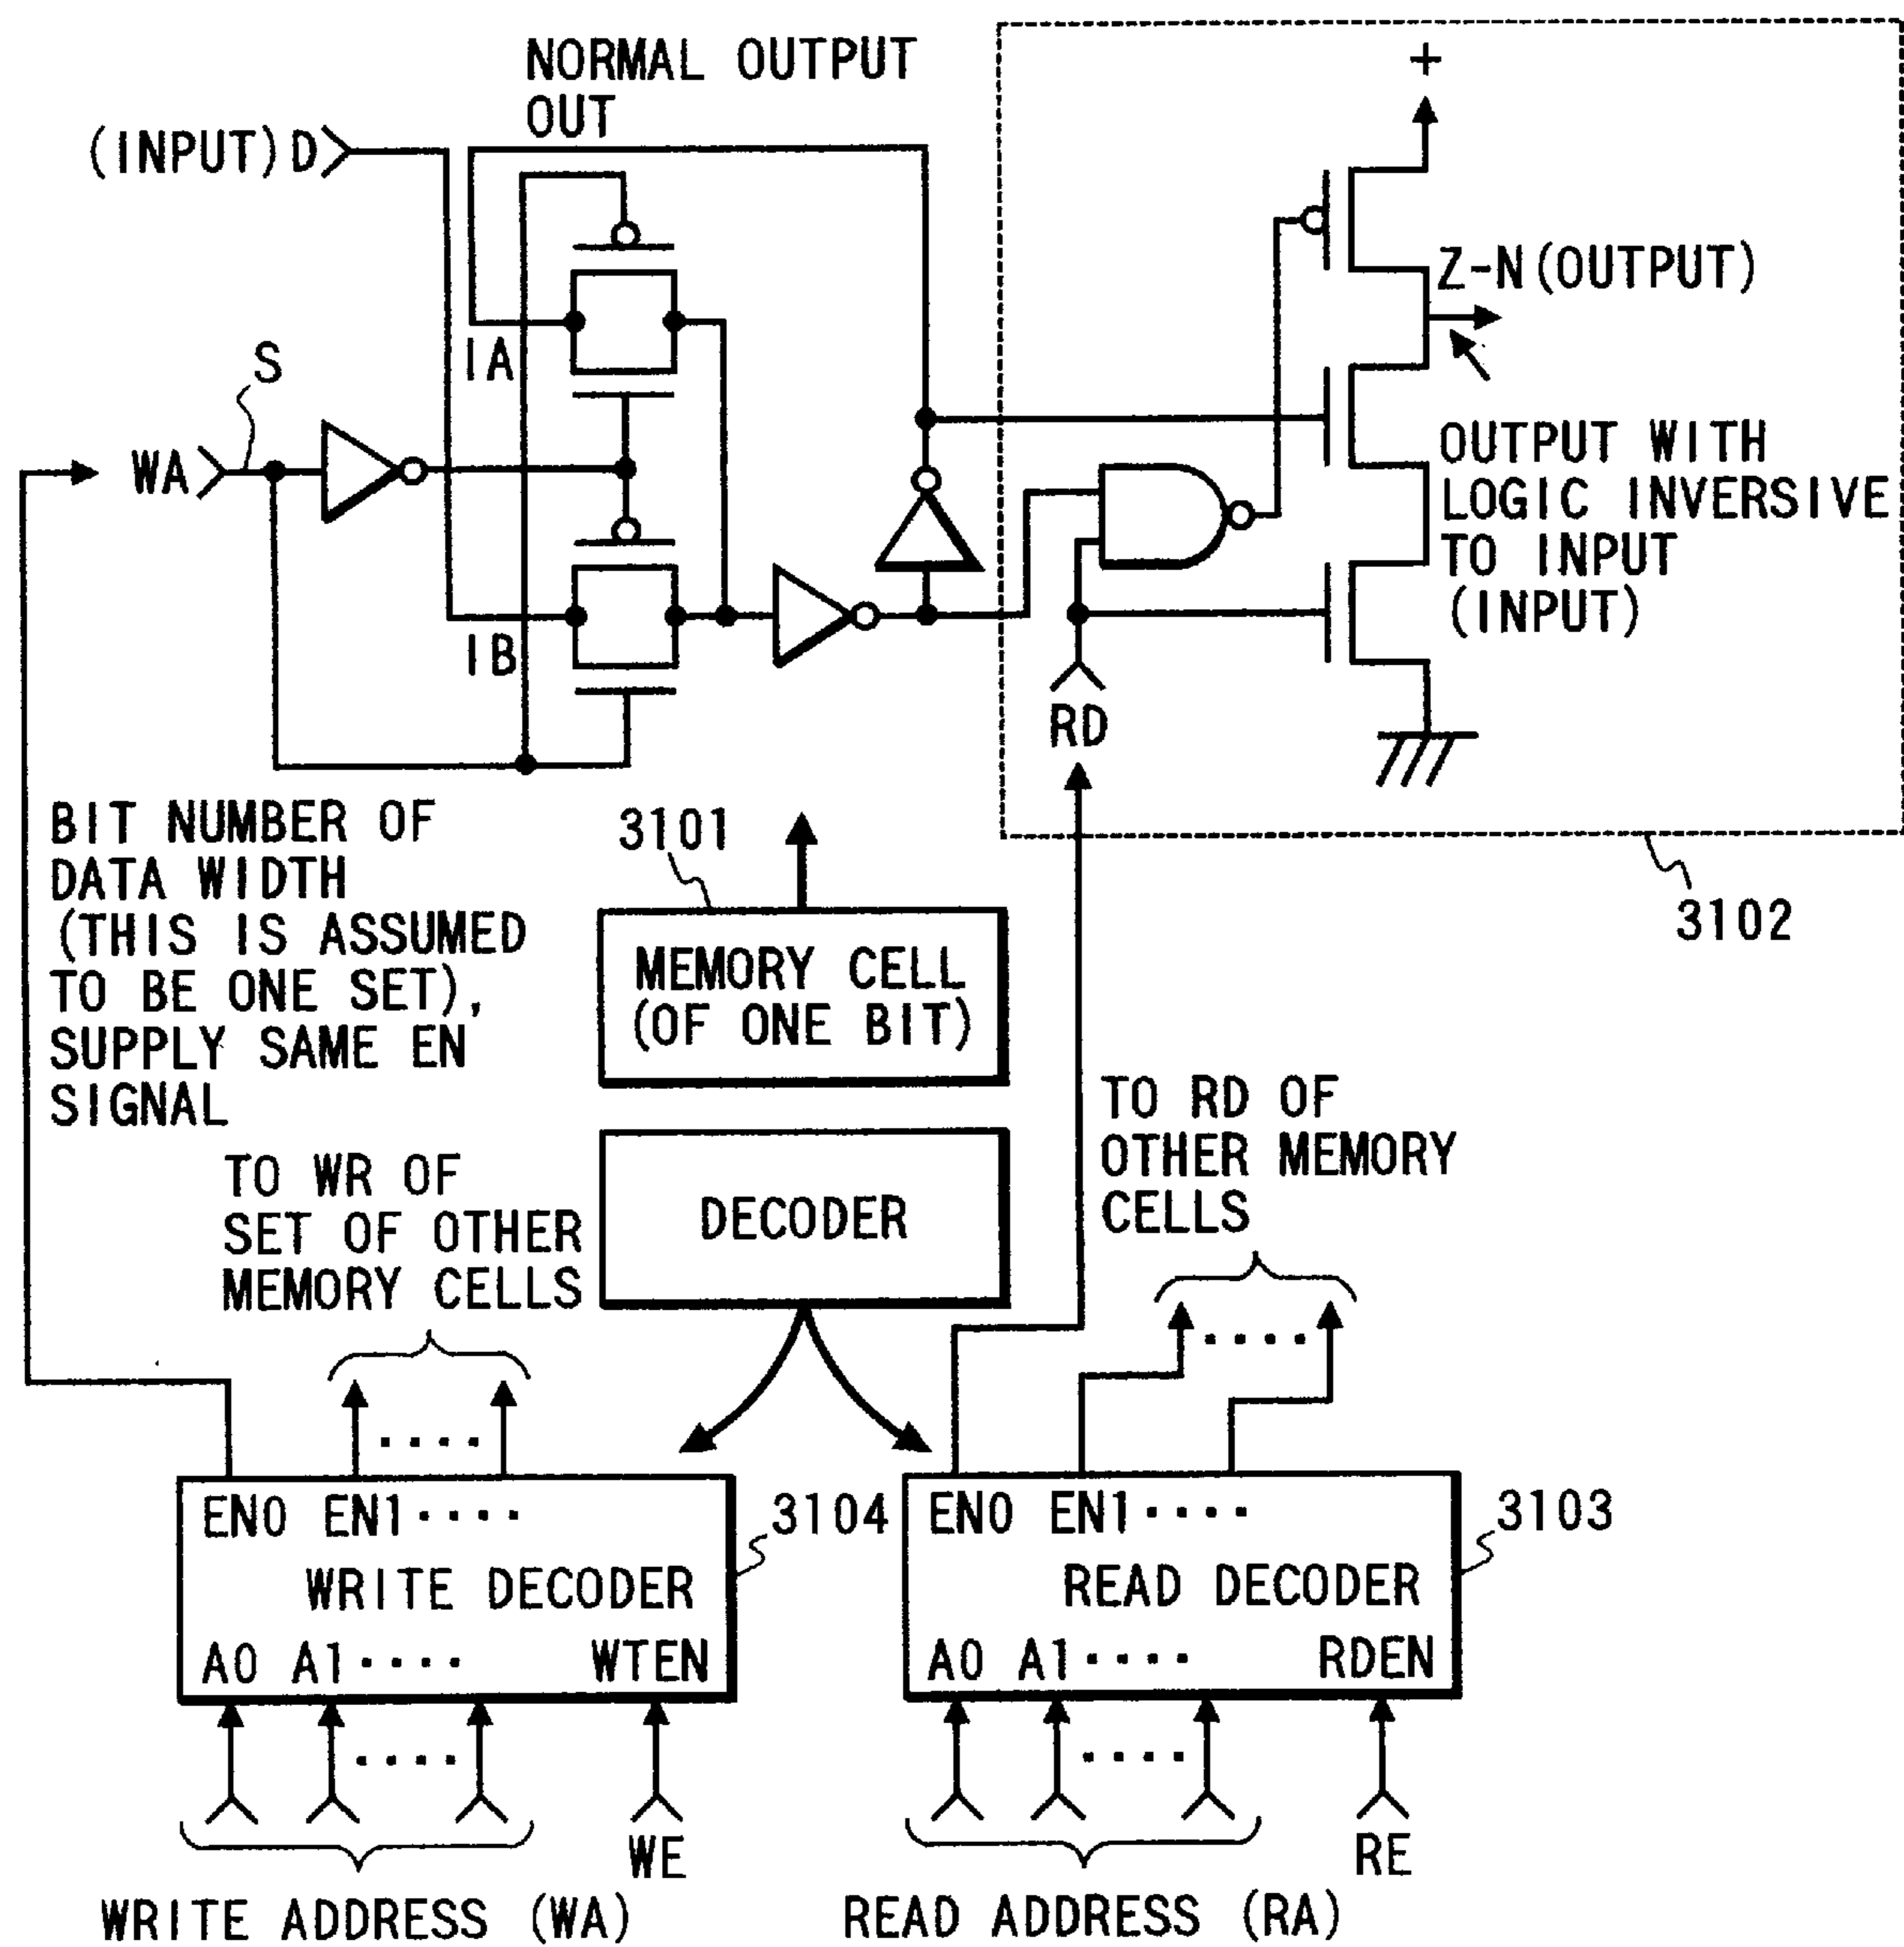 NORMAL OUTPUT
OUT
(INPUT) D
+
Z-N (OUTPUT)
IA
S
WA
OUTPUT WITH
LOGIC INVERSIVE
TO INPUT
(INPUT)
IB
RD
BIT NUMBER OF
DATA WIDTH
(THIS IS ASSUMED
TO BE ONE SET),
SUPPLY SAME EN
SIGNAL
3101
3102
MEMORY CELL
(OF ONE BIT)
TO RD OF
OTHER MEMORY
CELLS
TO WR OF
SET OF OTHER
MEMORY CELLS
DECODER
EN0 EN1 ····
WRITE DECODER
A0 A1 ···· WTEN
3104
EN0 EN1 ····
READ DECODER
A0 A1 ···· RDEN
3103
WE
RE
WRITE ADDRESS (WA)
READ ADDRESS (RA)